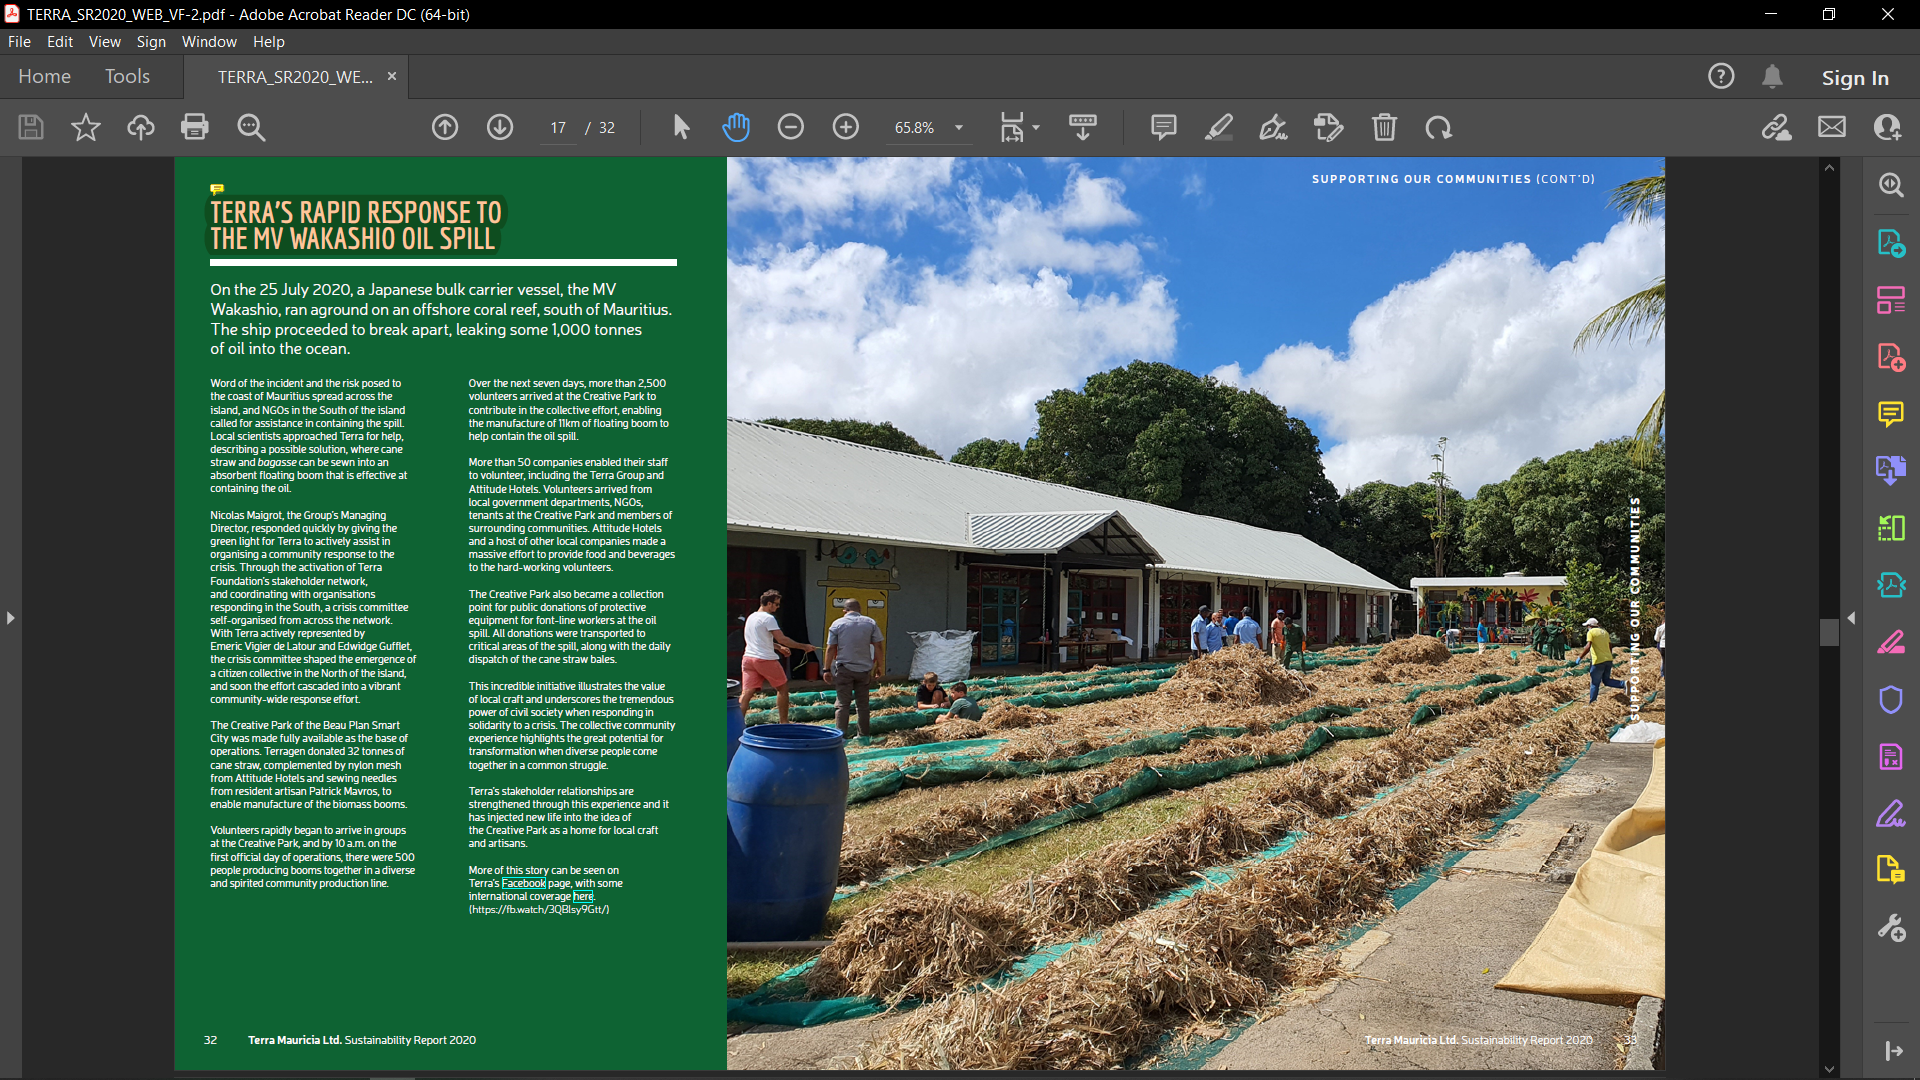 TERRA_SR2020_WEB_VF-2.pdf - Adobe Acrobat Reader DC (64-bit)
File Edit View Sign Window Help
Home Tools TERRA_SR2020_WE... Sign In
17 / 32 65.8%
SUPPORTING OUR COMMUNITIES (CONT'D)
TERRA'S RAPID RESPONSE TO
THE MV WAKASHIO OIL SPILL
On the 25 July 2020, a Japanese bulk carrier vessel, the MV
Wakashio, ran aground on an offshore coral reef, south of Mauritius.
The ship proceeded to break apart, leaking some 1,000 tonnes
of oil into the ocean.
Word of the incident and the risk posed to
the coast of Mauritius spread across the
island, and NGOs in the South of the island
called for assistance in containing the spill.
Local scientists approached Terra for help,
describing a possible solution, where cane
straw and bagasse can be sewn into an
absorbent floating boom that is effective at
containing the oil.
Nicolas Maigrot, the Group's Managing
Director, responded quickly by giving the
green light for Terra to actively assist in
organising a community response to the
crisis. Through the activation of Terra
Foundation's stakeholder network,
and coordinating with organisations
responding in the South, a crisis committee
self-organised from across the network.
With Terra actively represented by
Emeric Vigier de Latour and Edwidge Gufflet,
the crisis committee shaped the emergence of
a citizen collective in the North of the island,
and soon the effort cascaded into a vibrant
community-wide response effort.
The Creative Park of the Beau Plan Smart
City was made fully available as the base of
operations. Terragen donated 32 tonnes of
cane straw, complemented by nylon mesh
from Attitude Hotels and sewing needles
from resident artisan Patrick Mavros, to
enable manufacture of the biomass booms.
Volunteers rapidly began to arrive in groups
at the Creative Park, and by 10 a.m. on the
first official day of operations, there were 500
people producing booms together in a diverse
and spirited community production line.
Over the next seven days, more than 2,500
volunteers arrived at the Creative Park to
contribute in the collective effort, enabling
the manufacture of 11km of floating boom to
help contain the oil spill.
More than 50 companies enabled their staff
to volunteer, including the Terra Group and
Attitude Hotels. Volunteers arrived from
local government departments, NGOs,
tenants at the Creative Park and members of
surrounding communities. Attitude Hotels
and a host of other local companies made a
massive effort to provide food and beverages
to the hard-working volunteers.
The Creative Park also became a collection
point for public donations of protective
equipment for font-line workers at the oil
spill. All donations were transported to
critical areas of the spill, along with the daily
dispatch of the cane straw bales.
This incredible initiative illustrates the value
of local craft and underscores the tremendous
power of civil society when responding in
solidarity to a crisis. The collective community
experience highlights the great potential for
transformation when diverse people come
together in a common struggle.
Terra's stakeholder relationships are
strengthened through this experience and it
has injected new life into the idea of
the Creative Park as a home for local craft
and artisans.
More of this story can be seen on
Terra's Facebook page, with some
international coverage here.
(https://fb.watch/3QBlsy9Gtt/)
SUPPORTING OUR COMMUNITIES
32 Terra Mauricia Ltd. Sustainability Report 2020
Terra Mauricia Ltd. Sustainability Report 2020 33